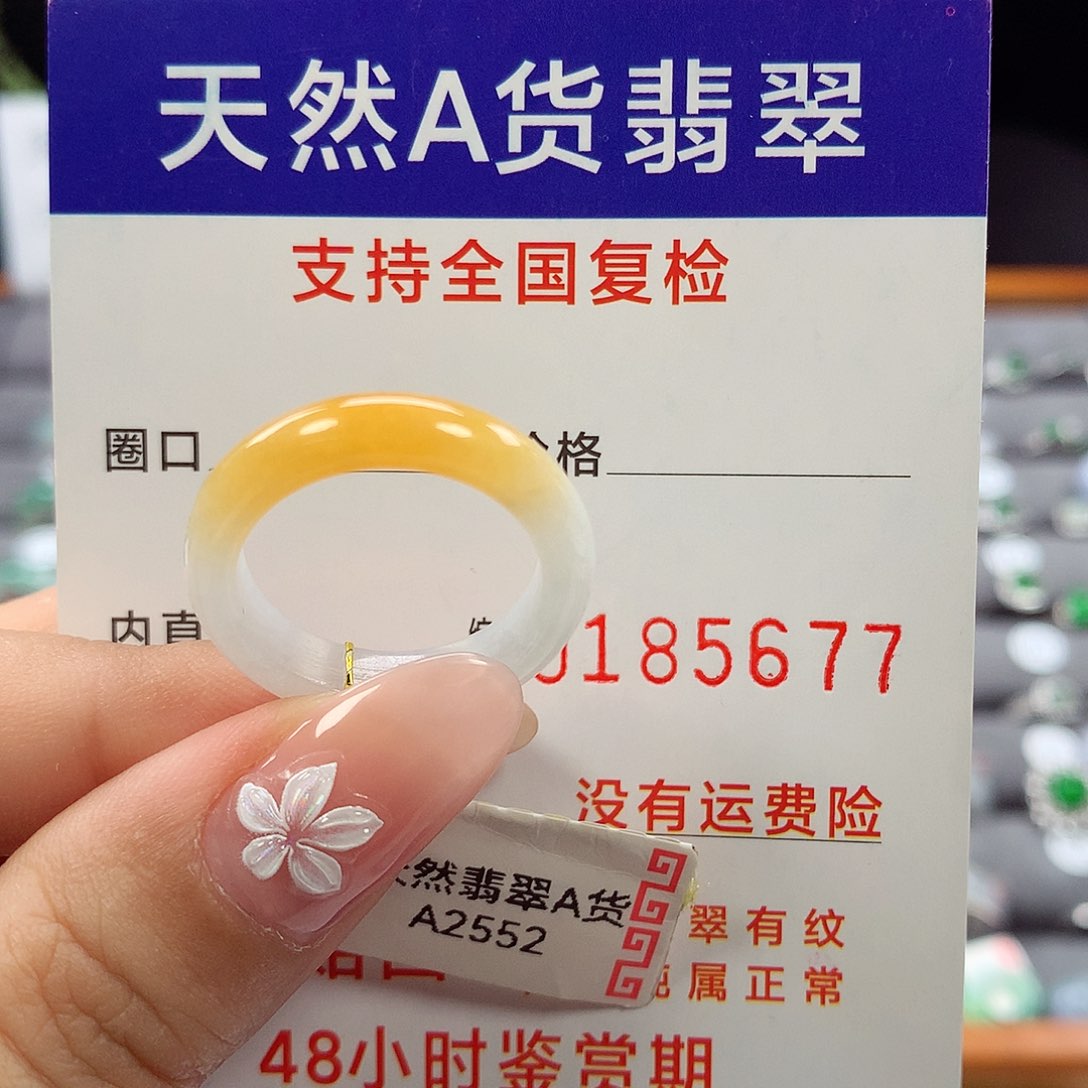 天然A货翡翠
支持全国复检
圈口
格
内直
185677
没有运费险
然翡翠A货
A2552
翠有纹
属正常
48小时鉴赏期